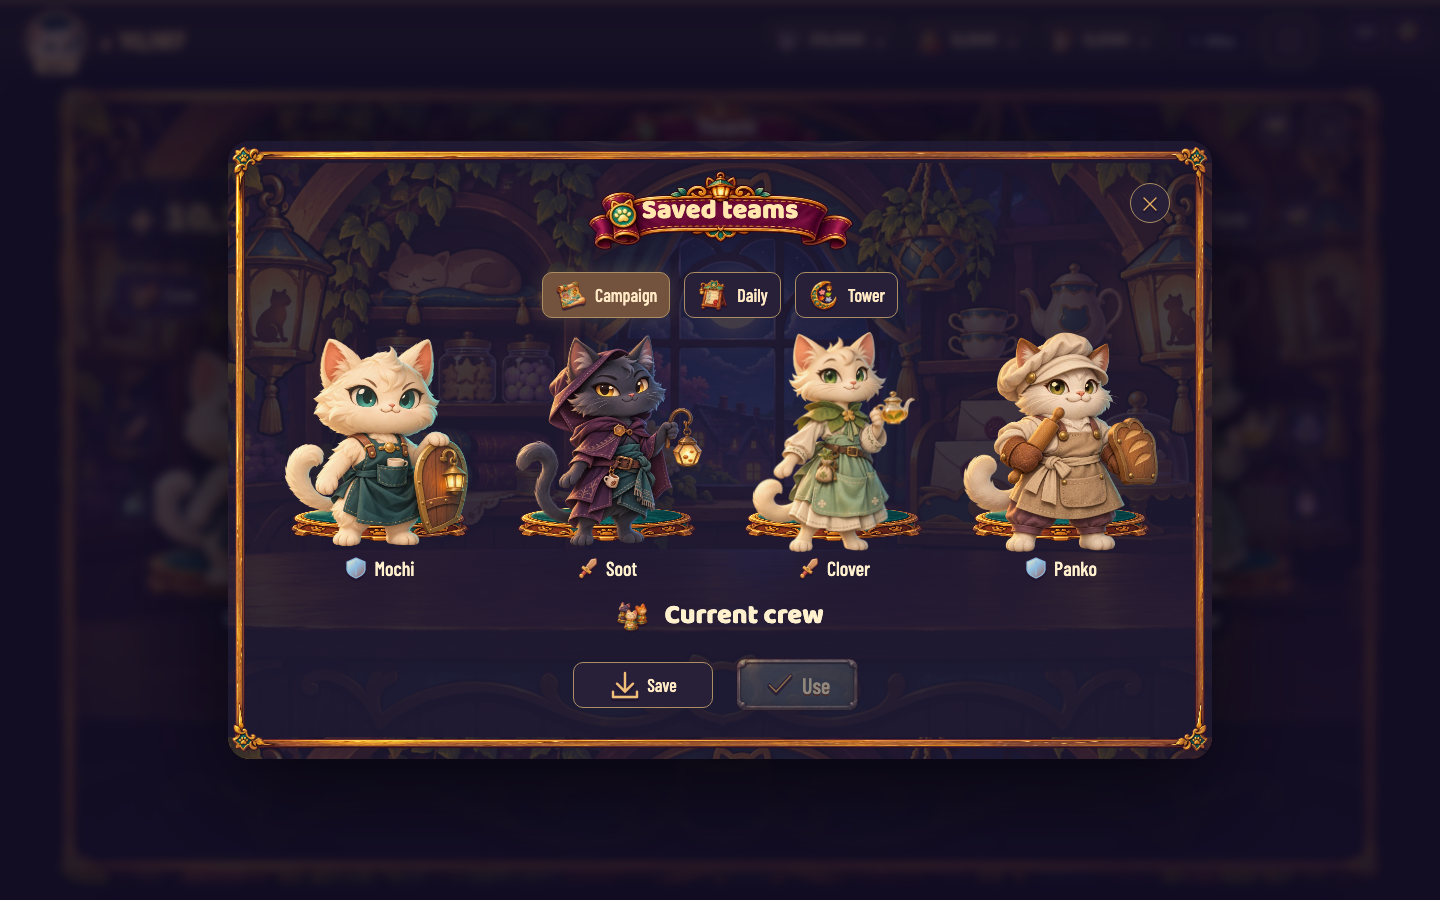 Saved teams
Campaign
Daily
Tower
Mochi
Soot
Clover
Panko
Current crew
Save
Use